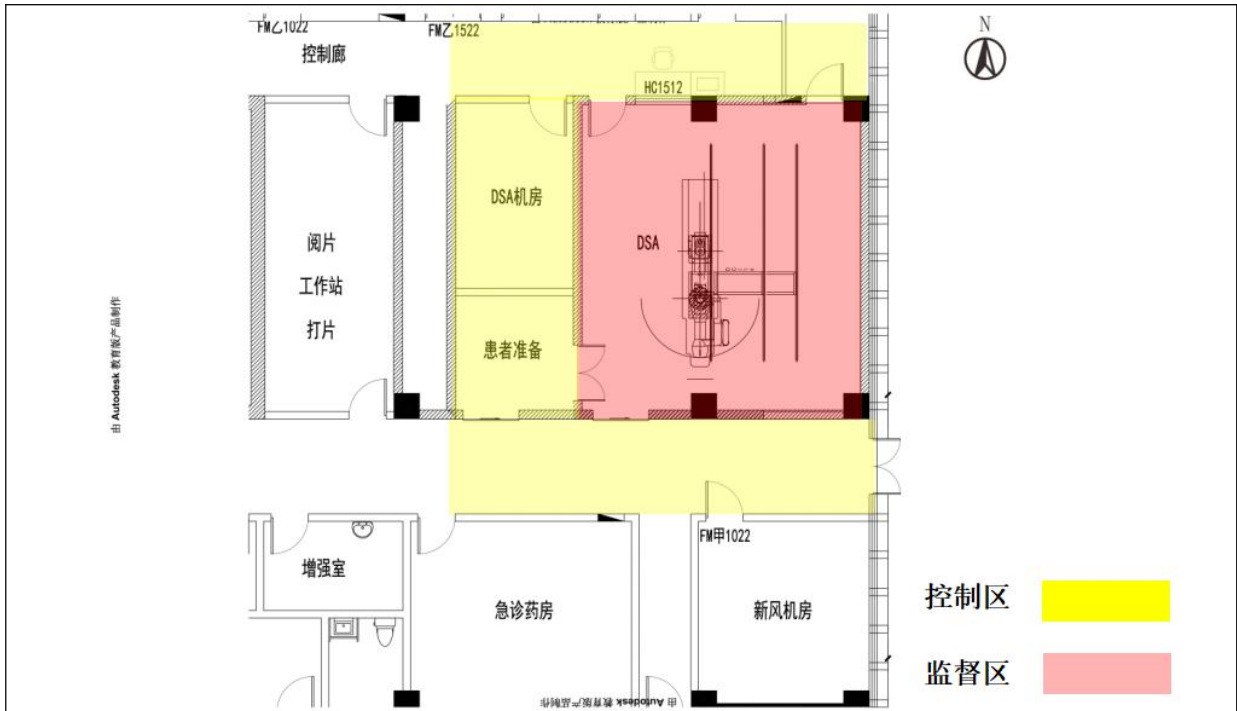 FM乙1022
FM乙1522
N
控制廊
HC1512
DSA机房
DSA
阅片
工作站
打片
患者准备
由 Autodesk 教育版产品制作
FM甲1022
增强室
急诊药房
新风机房
控制区
监督区
由 Autodesk 教育版产品制作